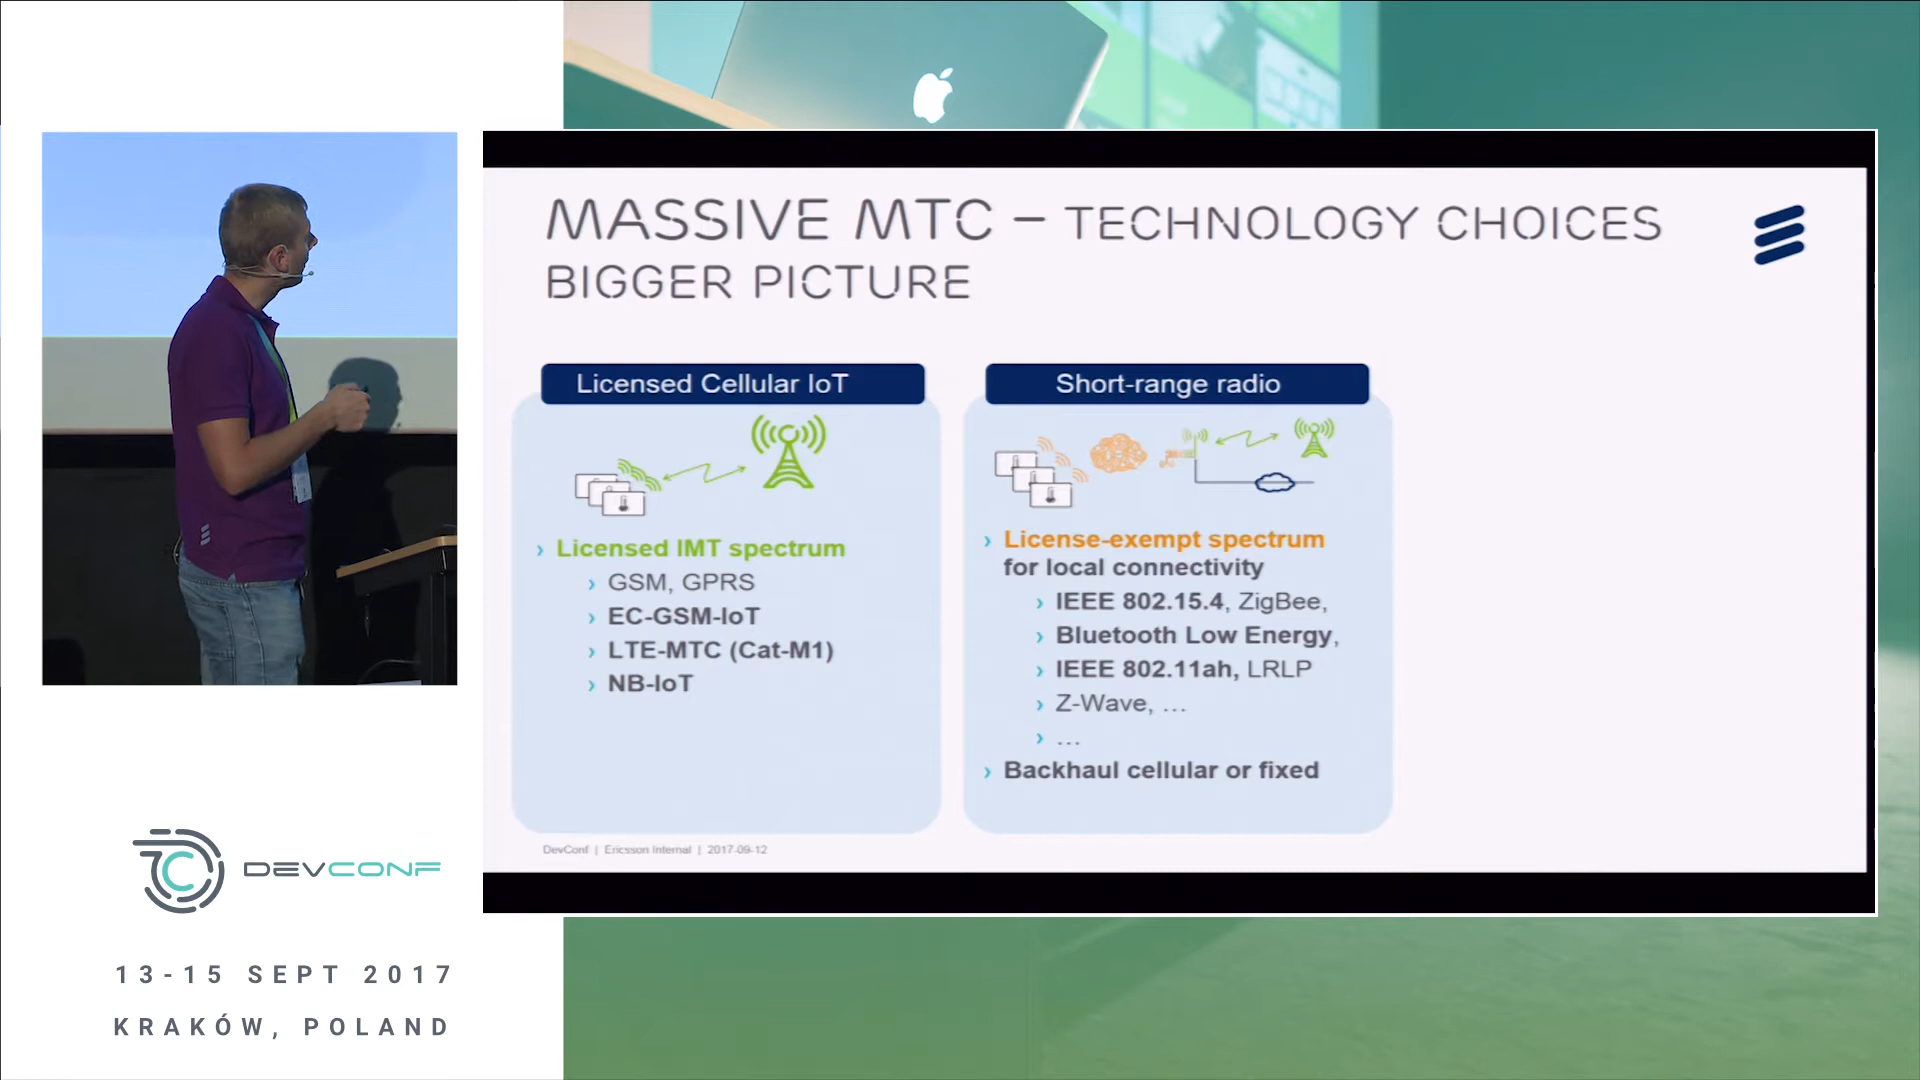 MASSIVE MTC – TECHNOLOGY CHOICES
BIGGER PICTURE
Licensed Cellular IoT
› Licensed IMT spectrum
› GSM, GPRS
› EC-GSM-IoT
› LTE-MTC (Cat-M1)
› NB-IoT
Short-range radio
› License-exempt spectrum
for local connectivity
› IEEE 802.15.4, ZigBee,
› Bluetooth Low Energy,
› IEEE 802.11ah, LRLP
› Z-Wave, …
› …
› Backhaul cellular or fixed
DevConf | Ericsson Internal | 2017-09-12
DEVCONF
13-15 SEPT 2017
KRAKÓW, POLAND